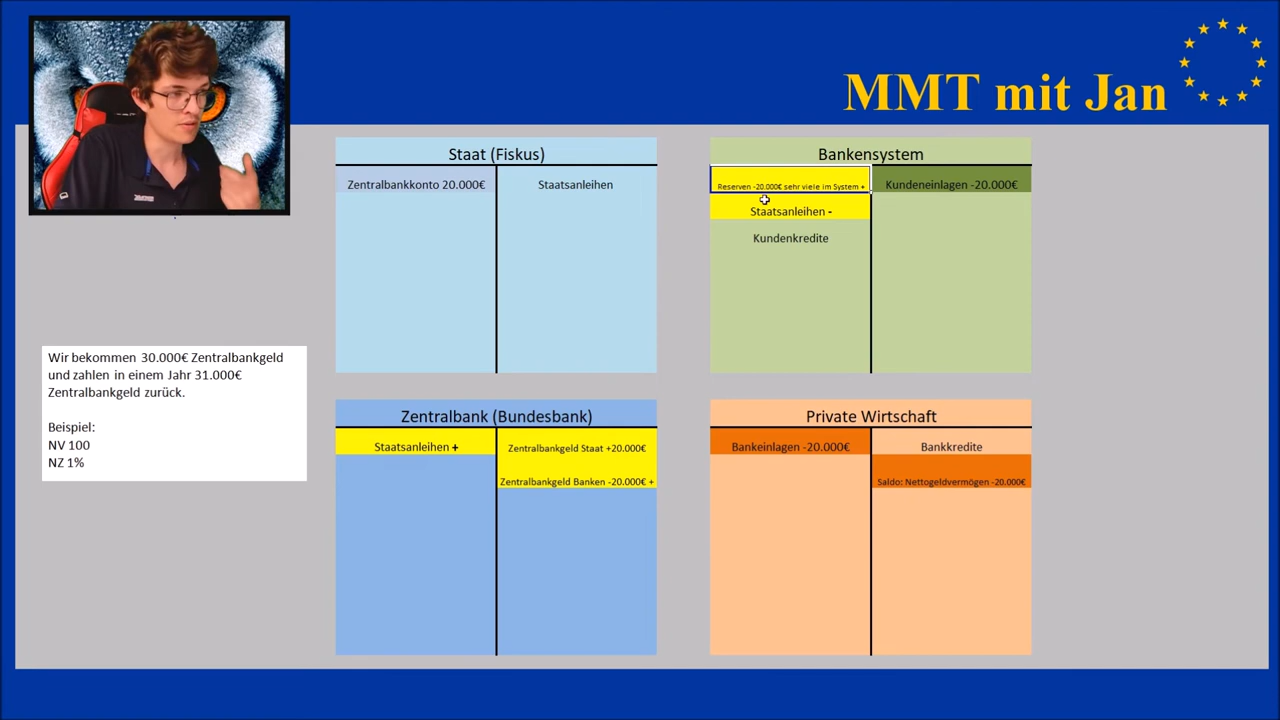 MMT mit Jan
Staat (Fiskus)
Zentralbankkonto 20.000€
Staatsanleihen
Bankensystem
Reserven -20.000€ sehr viele im System +
Kundeneinlagen -20.000€
Staatsanleihen -
Kundenkredite
Wir bekommen 30.000€ Zentralbankgeld
und zahlen in einem Jahr 31.000€
Zentralbankgeld zurück.
Beispiel:
NV 100
NZ 1%
Zentralbank (Bundesbank)
Staatsanleihen +
Zentralbankgeld Staat +20.000€
Zentralbankgeld Banken -20.000€ +
Private Wirtschaft
Bankeinlagen -20.000€
Bankkredite
Saldo: Nettogeldvermögen -20.000€